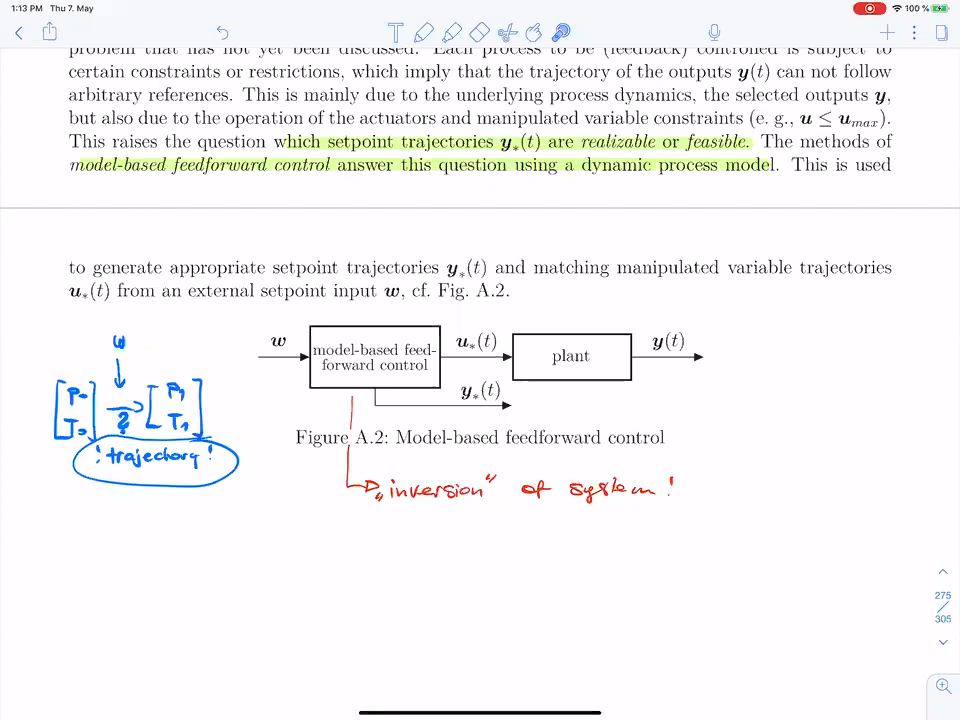 1:13 PM Thu 7. May
100 %
problem that has not yet been discussed. Each process to be (feedback) controlled is subject to
certain constraints or restrictions, which imply that the trajectory of the outputs y(t) can not follow
arbitrary references. This is mainly due to the underlying process dynamics, the selected outputs y,
but also due to the operation of the actuators and manipulated variable constraints (e. g., u ≤ u_max).
This raises the question which setpoint trajectories y_*(t) are realizable or feasible. The methods of
model-based feedforward control answer this question using a dynamic process model. This is used
to generate appropriate setpoint trajectories y_*(t) and matching manipulated variable trajectories
u_*(t) from an external setpoint input w, cf. Fig. A.2.
w
[P_0 T_0] → ? [P_1 T_1]
! trajectory !
w
model-based feed-
forward control
u_*(t)
plant
y(t)
y_*(t)
Figure A.2: Model-based feedforward control
„inversion“ of system !
275
305